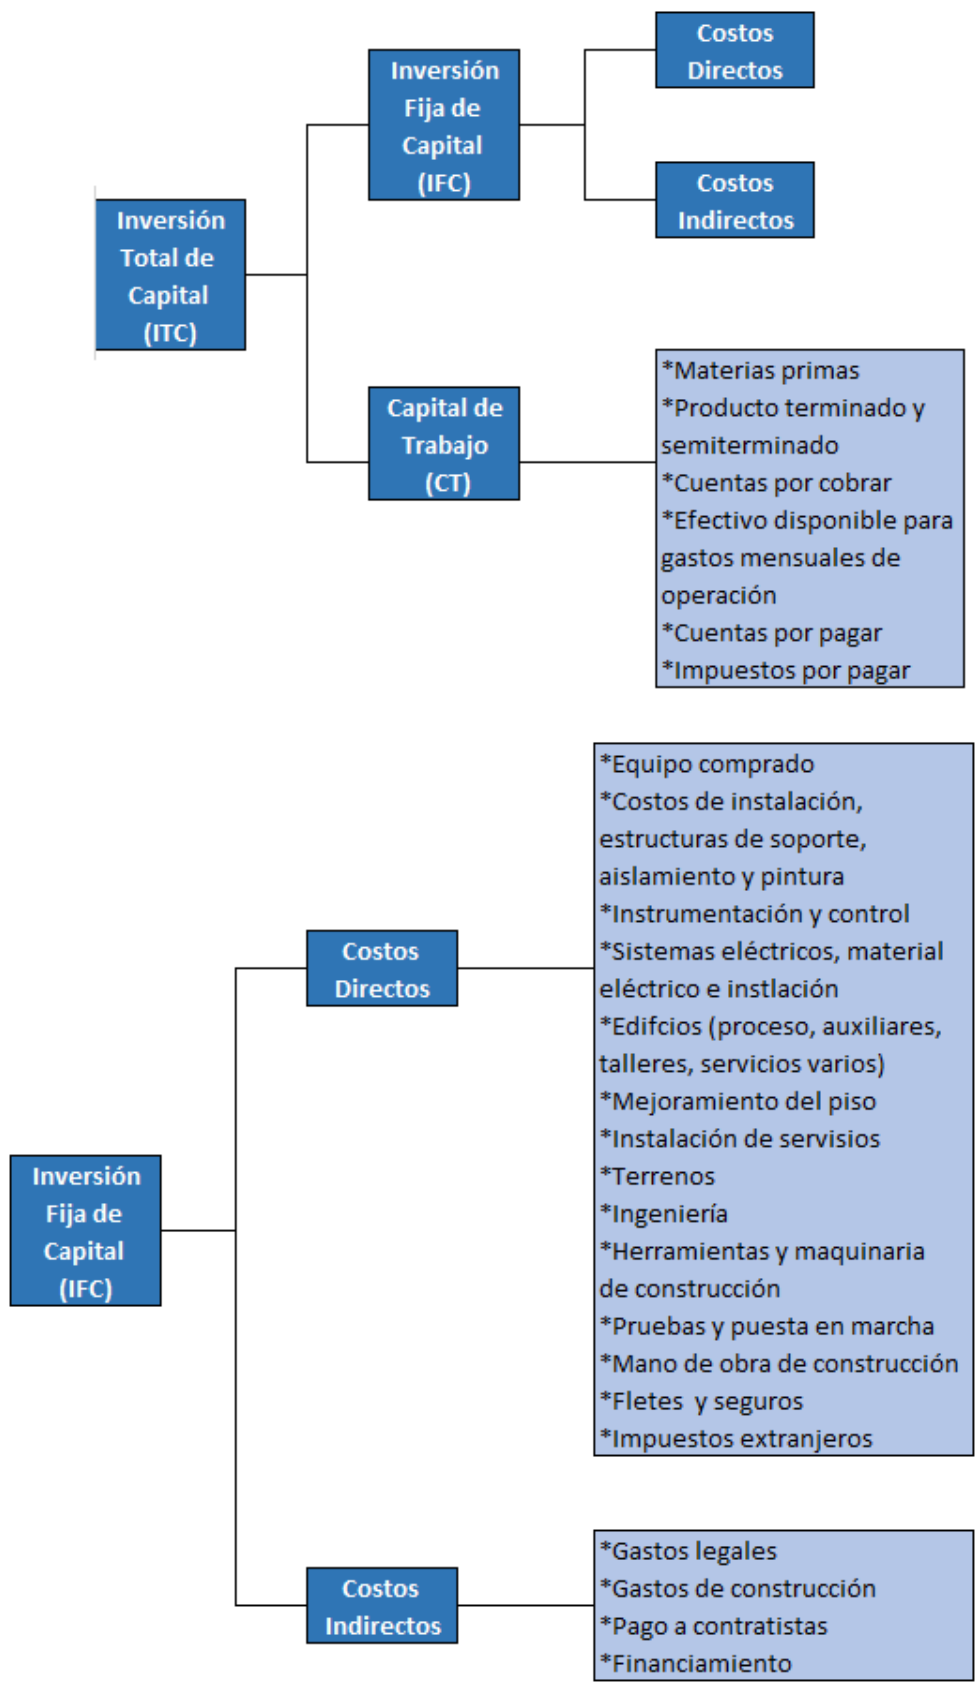 Costos
Directos
Inversión
Fija de
Capital
(IFC)
Costos
Indirectos
Inversión
Total de
Capital
(ITC)
*Materias primas
*Producto terminado y
semiterminado
*Cuentas por cobrar
*Efectivo disponible para
gastos mensuales de
operación
*Cuentas por pagar
*Impuestos por pagar
Capital de
Trabajo
(CT)
*Equipo comprado
*Costos de instalación,
estructuras de soporte,
aislamiento y pintura
*Instrumentación y control
*Sistemas eléctricos, material
eléctrico e instlación
*Edifcios (proceso, auxiliares,
talleres, servicios varios)
*Mejoramiento del piso
*Instalación de servisios
*Terrenos
*Ingeniería
*Herramientas y maquinaria
de construcción
*Pruebas y puesta en marcha
*Mano de obra de construcción
*Fletes  y seguros
*Impuestos extranjeros
Costos
Directos
Inversión
Fija de
Capital
(IFC)
*Gastos legales
*Gastos de construcción
*Pago a contratistas
*Financiamiento
Costos
Indirectos